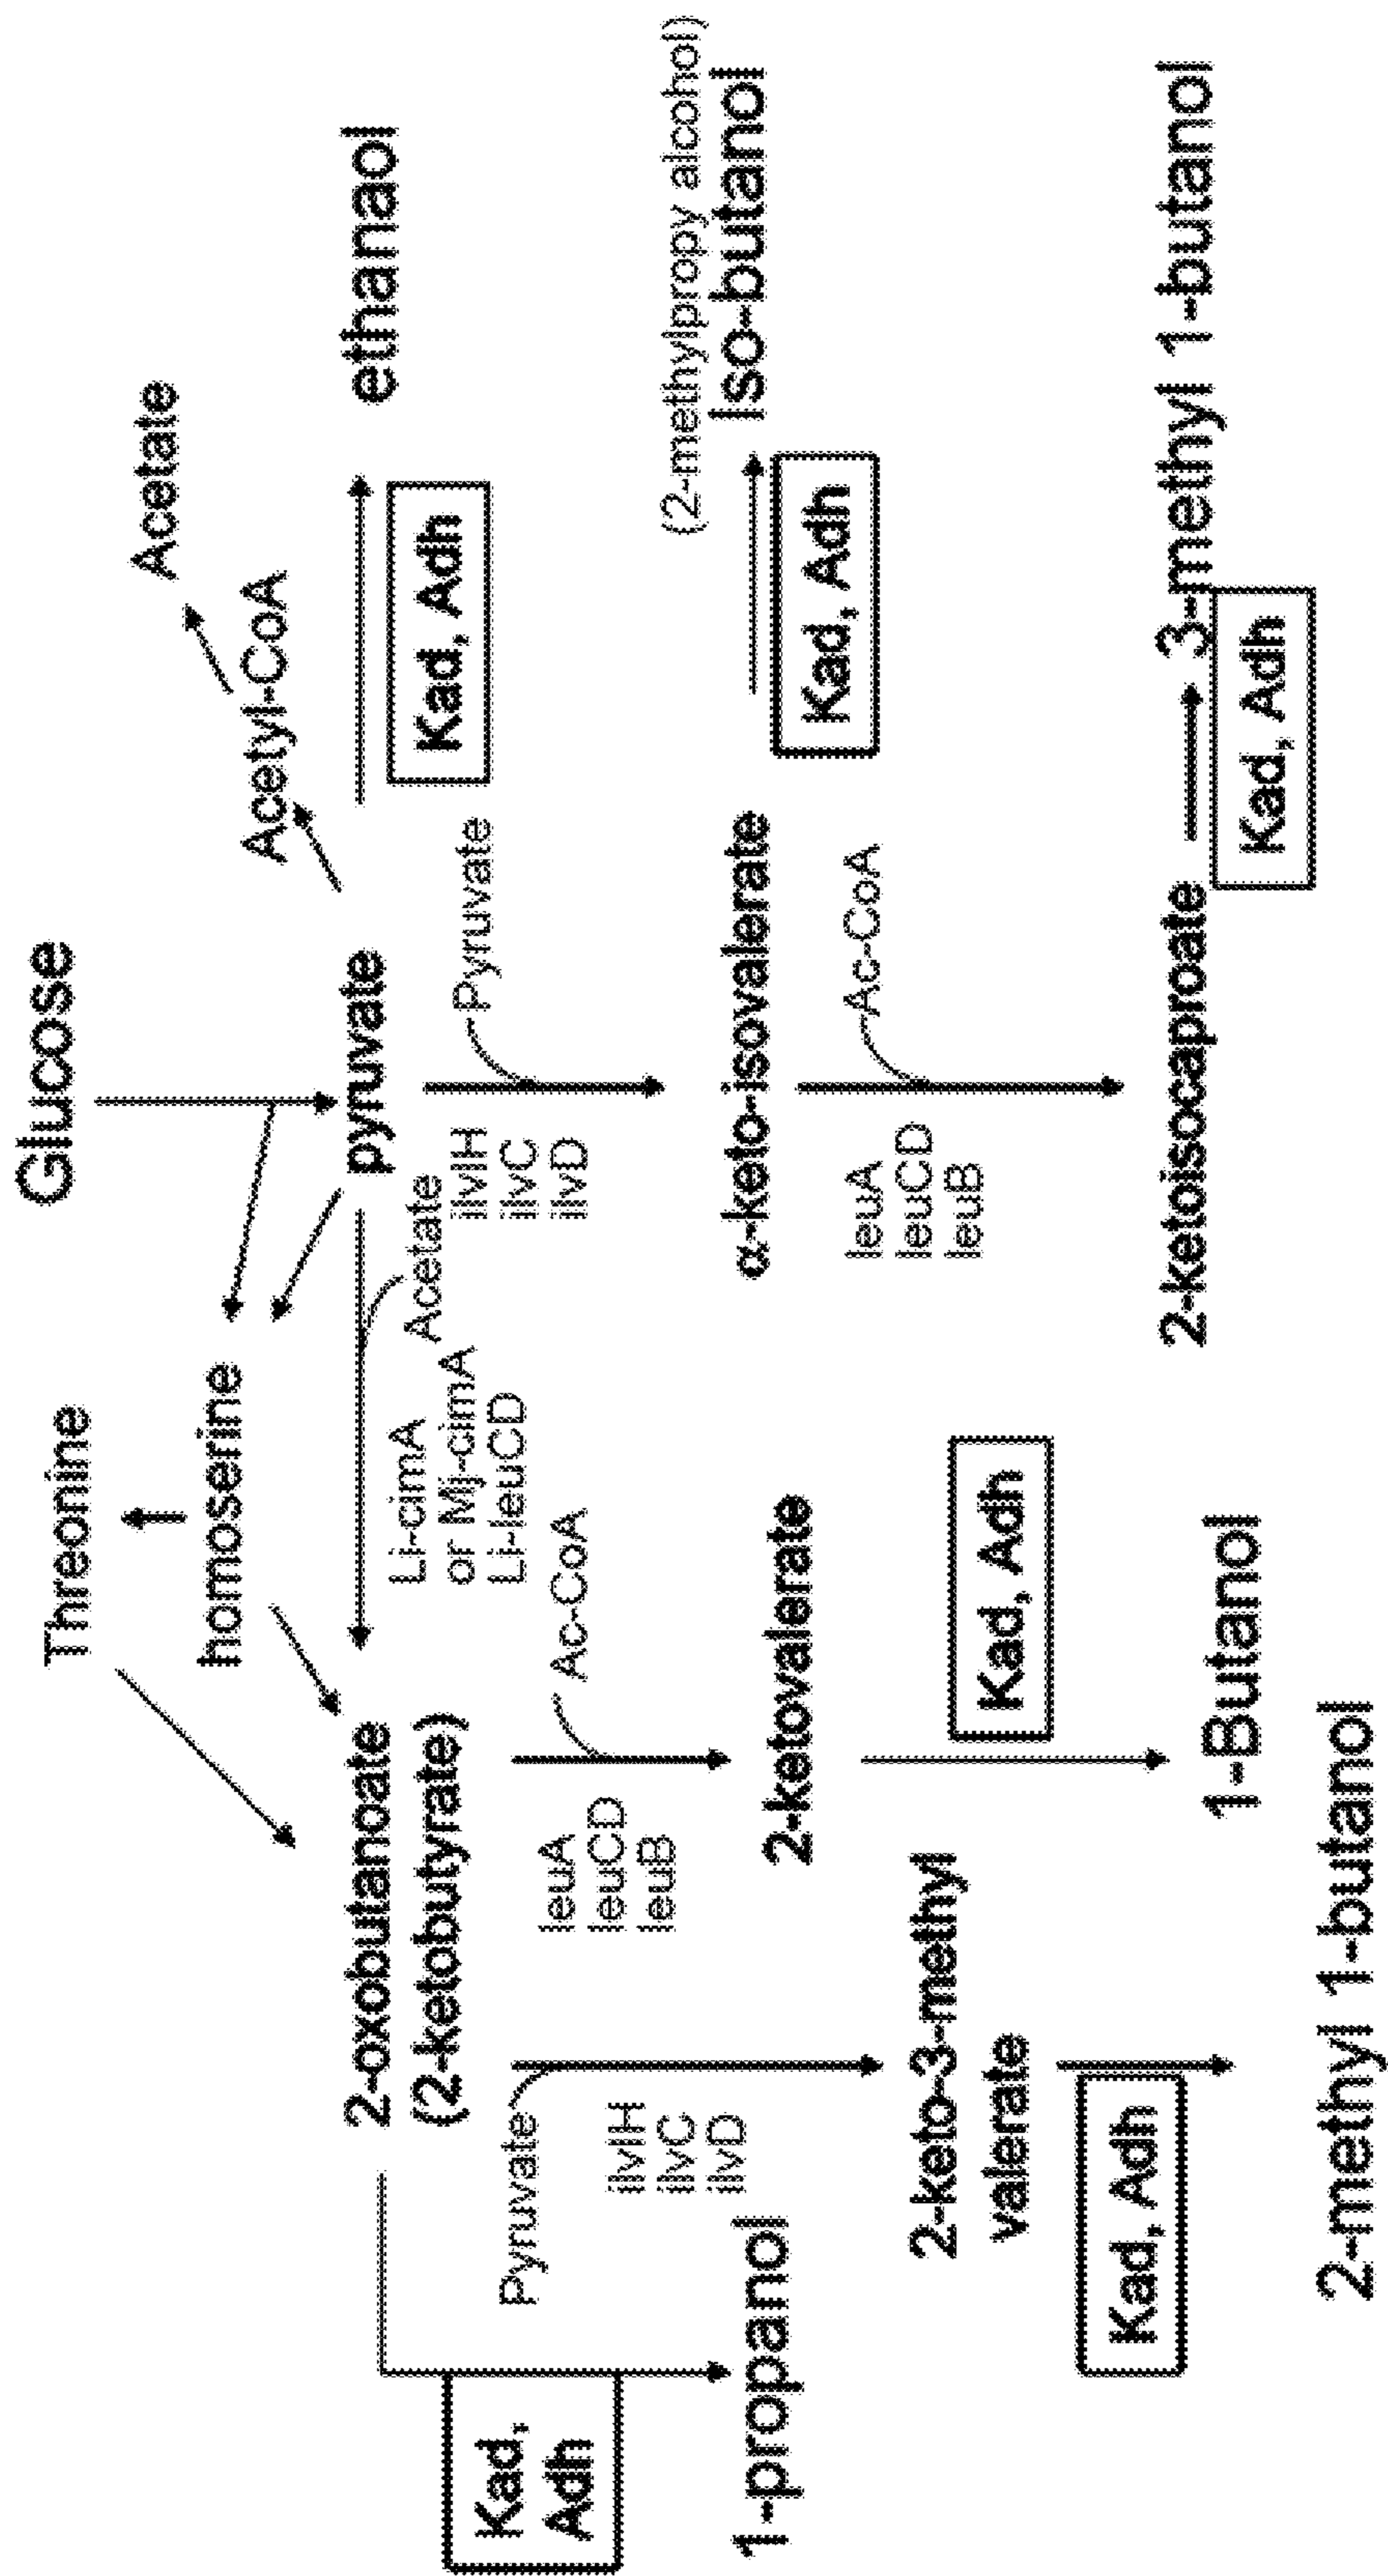 Glucose
Threonine
homoserine
Acetate
Acetyl-CoA
2-oxobutanoate
(2-ketobutyrate)
pyruvate
ethanaol
Kad, Adh
Li-cimA
or Mj-cimA
Li-leuCD
Acetate
Pyruvate
ilvIH
ilvC
ilvD
Kad,
Adh
Pyruvate
ilvIH
ilvC
ilvD
leuA
leuCD
leuB
Ac-CoA
1-propanol
2-ketovalerate
α-keto-isovalerate
(2-methylpropy alcohol)
Iso-butanol
Kad, Adh
2-keto-3-methyl
valerate
Kad, Adh
leuA
leuCD
leuB
Ac-CoA
Kad, Adh
1-Butanol
2-ketoisocaproate
3-methyl 1-butanol
Kad, Adh
2-methyl 1-butanol